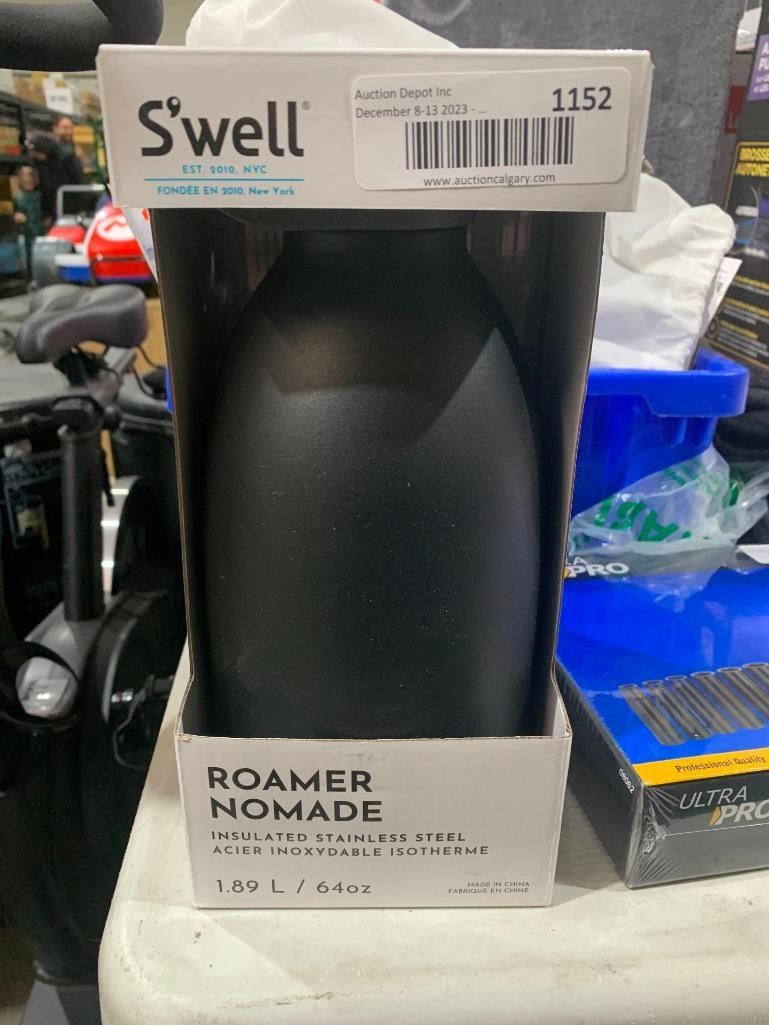 S'well®
EST. 2010, NYC
FONDÉE EN 2010, New York
Auction Depot Inc
December 8-13 2023 - ...
1152
www.auctioncalgary.com
ROAMER
NOMADE
INSULATED STAINLESS STEEL
ACIER INOXYDABLE ISOTHERME
1.89 L / 64oz
MADE IN CHINA
FABRIQUÉ EN CHINE
PRO
Professional Quality
08082
ULTRA
PRO